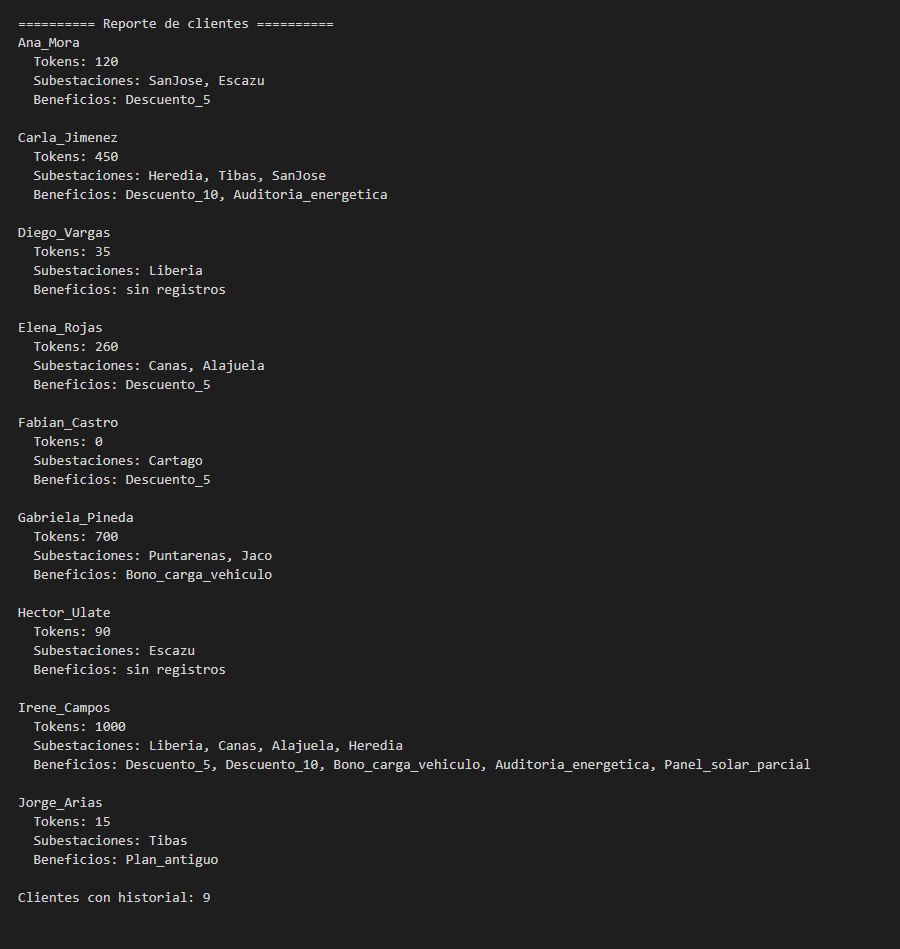 ========== Reporte de clientes ==========
Ana_Mora
  Tokens: 120
  Subestaciones: SanJose, Escazu
  Beneficios: Descuento_5

Carla_Jimenez
  Tokens: 450
  Subestaciones: Heredia, Tibas, SanJose
  Beneficios: Descuento_10, Auditoria_energetica

Diego_Vargas
  Tokens: 35
  Subestaciones: Liberia
  Beneficios: sin registros

Elena_Rojas
  Tokens: 260
  Subestaciones: Canas, Alajuela
  Beneficios: Descuento_5

Fabian_Castro
  Tokens: 0
  Subestaciones: Cartago
  Beneficios: Descuento_5

Gabriela_Pineda
  Tokens: 700
  Subestaciones: Puntarenas, Jaco
  Beneficios: Bono_carga_vehiculo

Hector_Ulate
  Tokens: 90
  Subestaciones: Escazu
  Beneficios: sin registros

Irene_Campos
  Tokens: 1000
  Subestaciones: Liberia, Canas, Alajuela, Heredia
  Beneficios: Descuento_5, Descuento_10, Bono_carga_vehiculo, Auditoria_energetica, Panel_solar_parcial

Jorge_Arias
  Tokens: 15
  Subestaciones: Tibas
  Beneficios: Plan_antiguo

Clientes con historial: 9